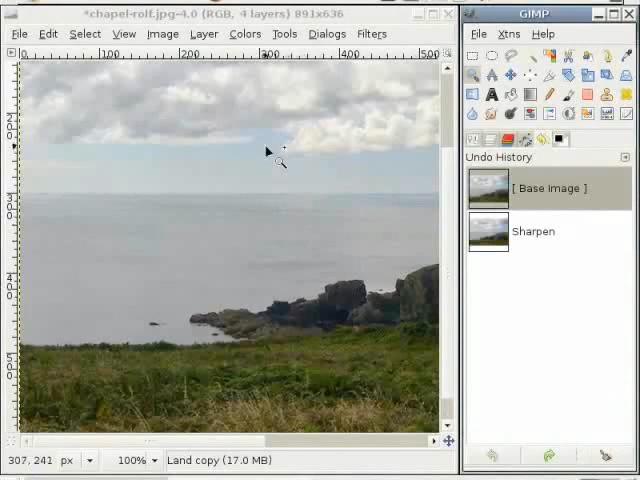 *chapel-rolf.jpg-4.0 (RGB, 4 layers) 891x636
File Edit Select View Image Layer Colors Tools Dialogs Filters
0 100 200 300 400 500
307, 241 px 100% Land copy (17.0 MB)
GIMP
File Xtns Help
Undo History
[ Base Image ]
Sharpen